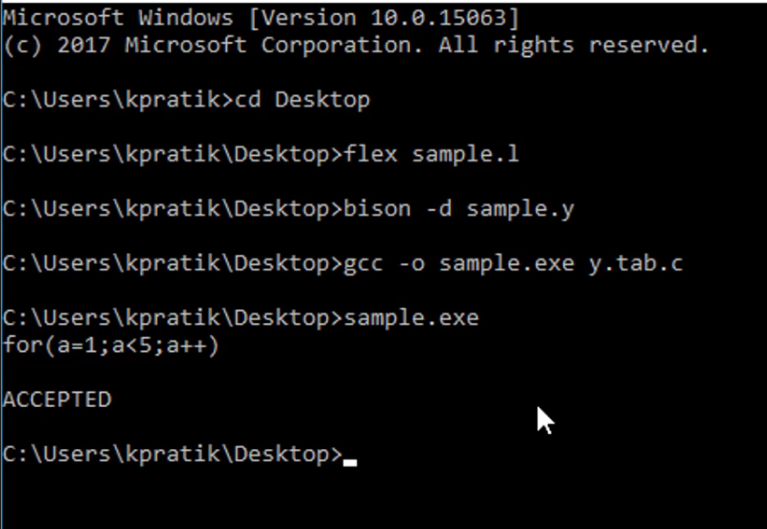 Microsoft Windows [Version 10.0.15063]
(c) 2017 Microsoft Corporation. All rights reserved.
C:\Users\kpratik>cd Desktop
C:\Users\kpratik\Desktop>flex sample.l
C:\Users\kpratik\Desktop>bison -d sample.y
C:\Users\kpratik\Desktop>gcc -o sample.exe y.tab.c
C:\Users\kpratik\Desktop>sample.exe
for(a=1;a<5;a++)
ACCEPTED
C:\Users\kpratik\Desktop>